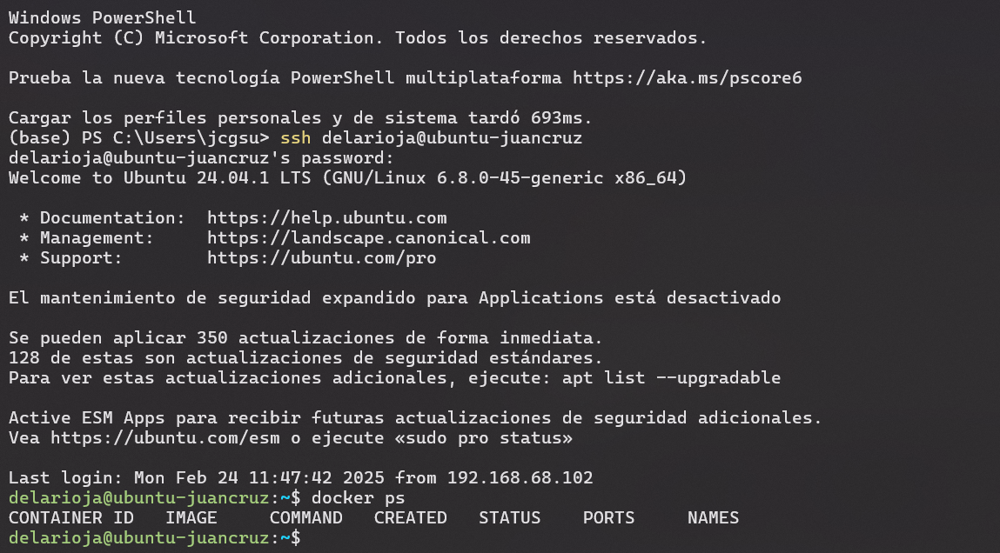 Windows PowerShell
Copyright (C) Microsoft Corporation. Todos los derechos reservados.
Prueba la nueva tecnología PowerShell multiplataforma https://aka.ms/pscore6
Cargar los perfiles personales y de sistema tardó 693ms.
(base) PS C:\Users\jcgsu> ssh delarioja@ubuntu-juancruz
delarioja@ubuntu-juancruz's password:
Welcome to Ubuntu 24.04.1 LTS (GNU/Linux 6.8.0-45-generic x86_64)
* Documentation:  https://help.ubuntu.com
* Management:     https://landscape.canonical.com
* Support:        https://ubuntu.com/pro
El mantenimiento de seguridad expandido para Applications está desactivado
Se pueden aplicar 350 actualizaciones de forma inmediata.
128 de estas son actualizaciones de seguridad estándares.
Para ver estas actualizaciones adicionales, ejecute: apt list --upgradable
Active ESM Apps para recibir futuras actualizaciones de seguridad adicionales.
Vea https://ubuntu.com/esm o ejecute «sudo pro status»
Last login: Mon Feb 24 11:47:42 2025 from 192.168.68.102
delarioja@ubuntu-juancruz:~$ docker ps
CONTAINER ID   IMAGE     COMMAND   CREATED   STATUS    PORTS     NAMES
delarioja@ubuntu-juancruz:~$